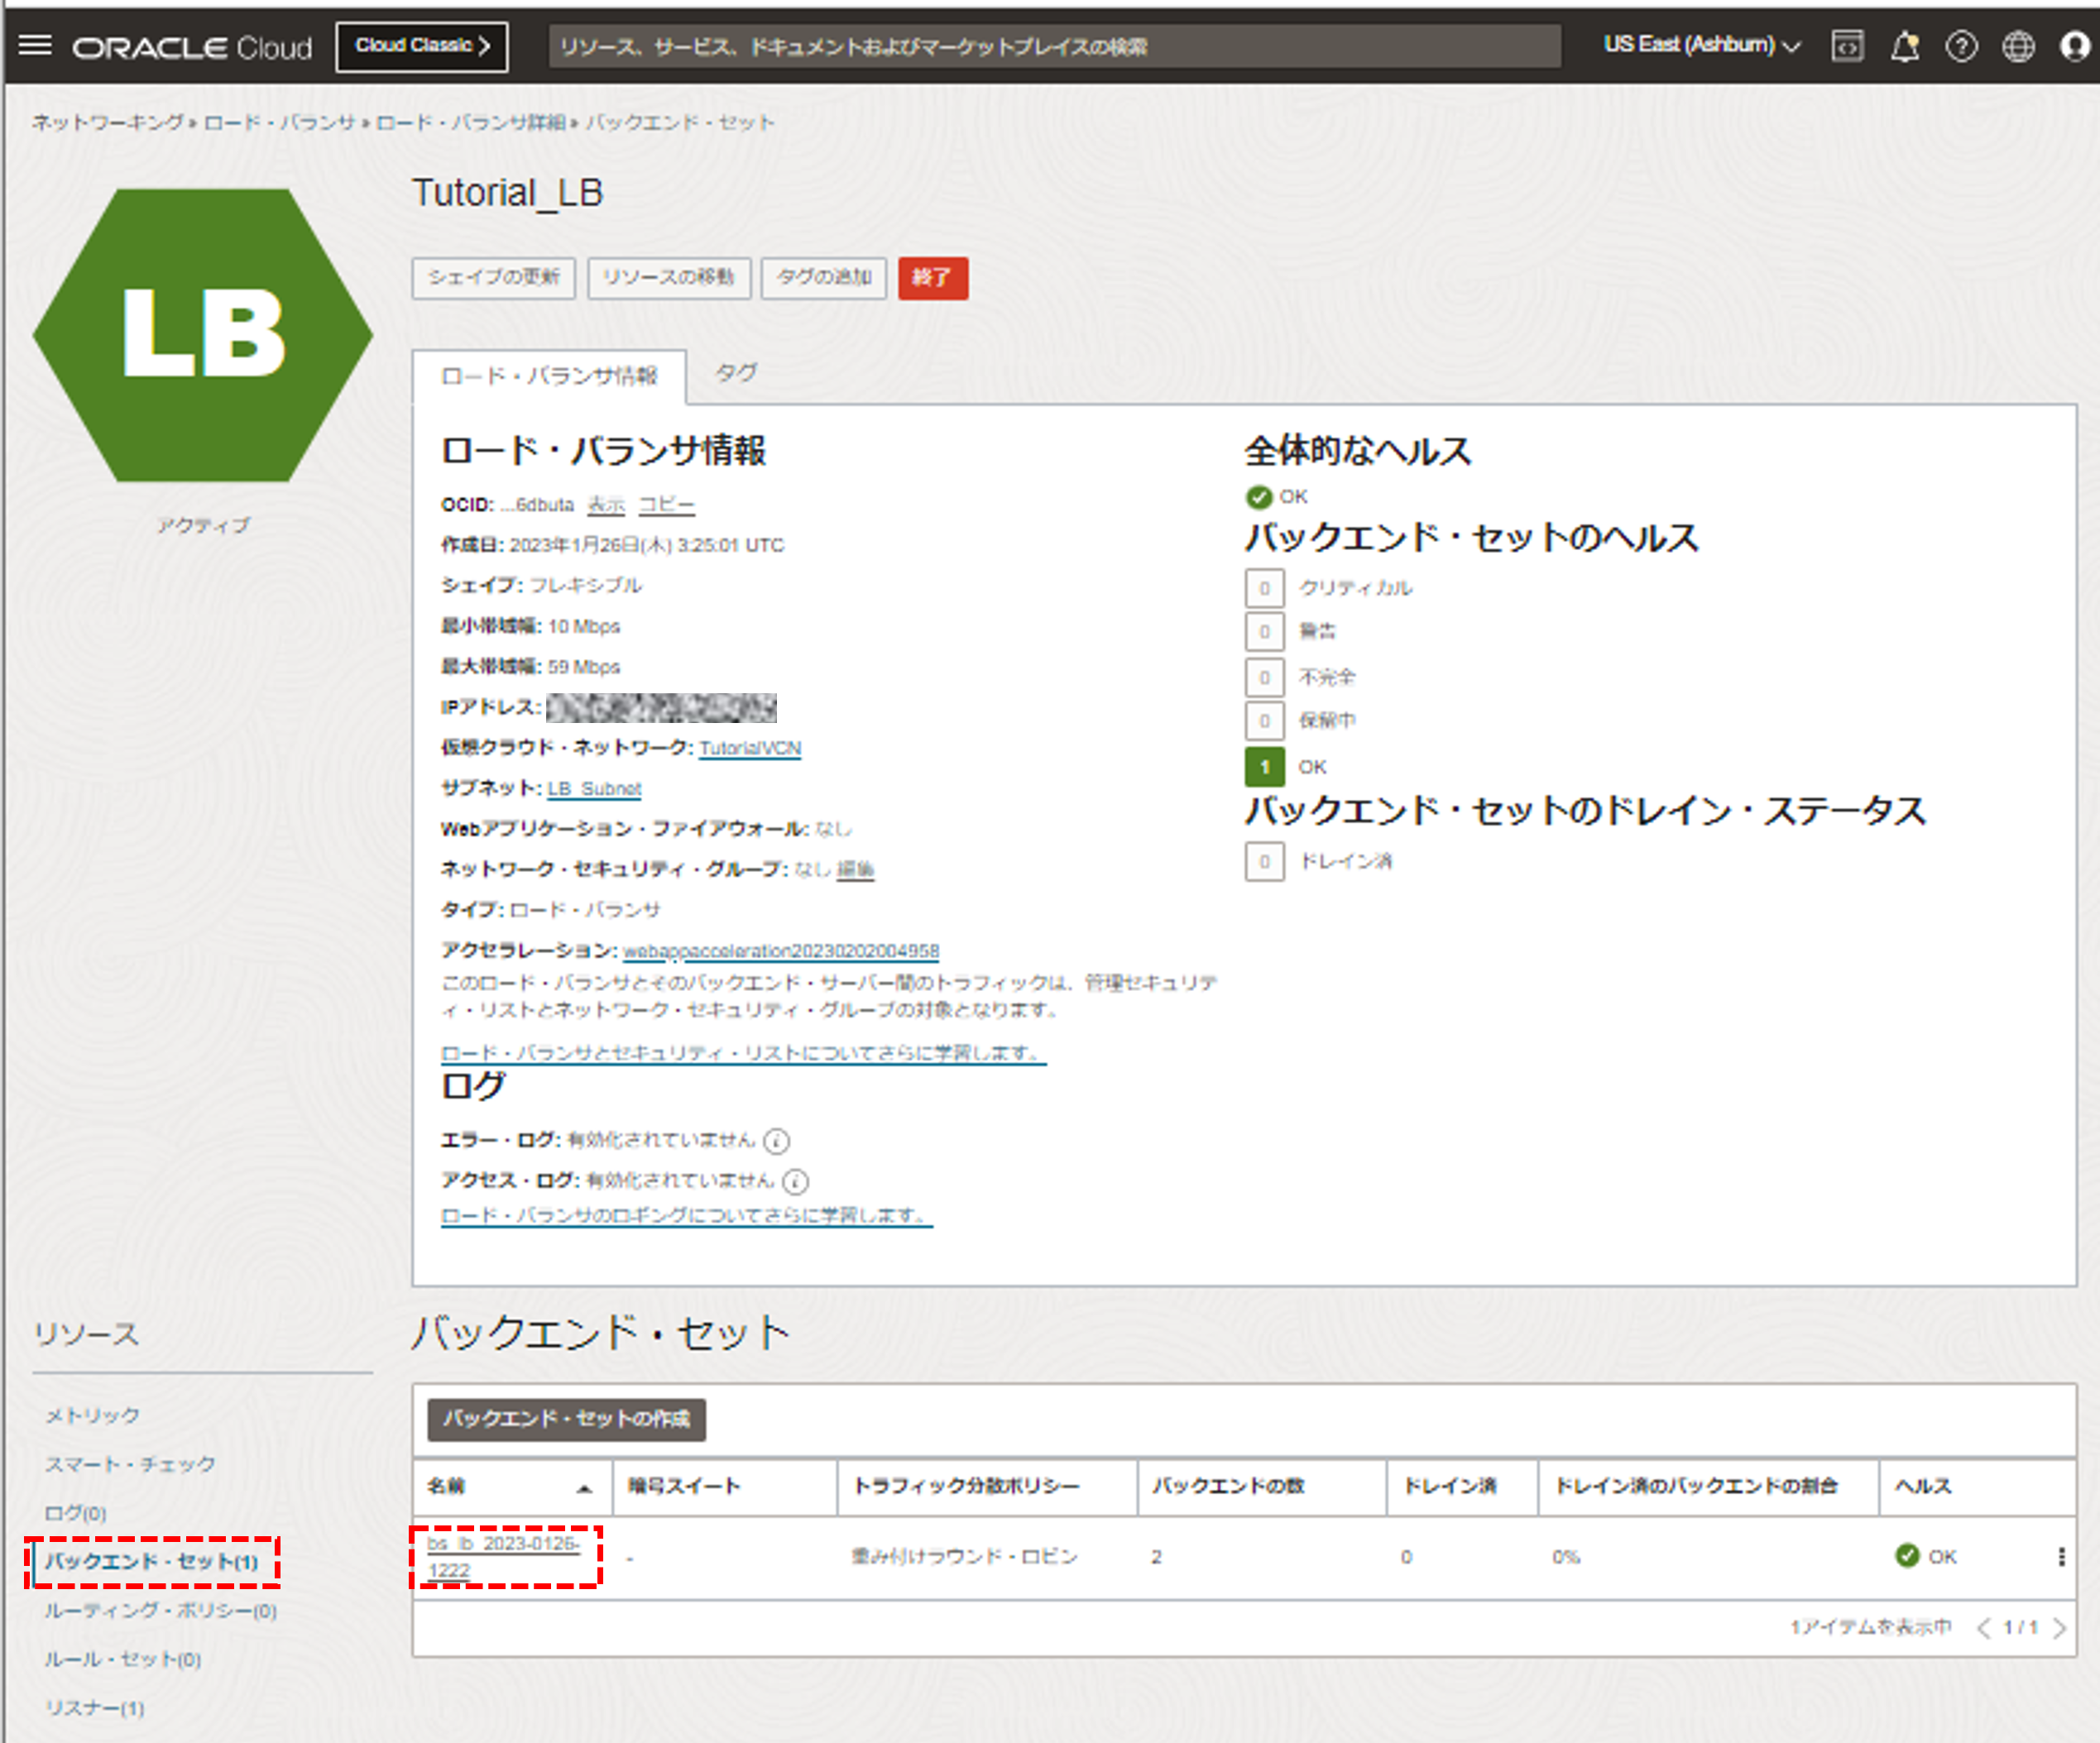 ORACLE Cloud
Cloud Classic
リソース、サービス、ドキュメントおよびマーケットプレイスの検索
US East (Ashburn)
ネットワーキング » ロード・バランサ » ロード・バランサ詳細 » バックエンド・セット
LB
アクティブ
Tutorial_LB
シェイプの更新
リソースの移動
タグの追加
終了
ロード・バランサ情報
タグ
ロード・バランサ情報
OCID: ...6dbuta 表示 コピー
作成日: 2023年1月26日(木) 3:25:01 UTC
シェイプ: フレキシブル
最小帯域幅: 10 Mbps
最大帯域幅: 59 Mbps
IPアドレス:
仮想クラウド・ネットワーク: TutorialVCN
サブネット: LB_Subnet
Webアプリケーション・ファイアウォール: なし
ネットワーク・セキュリティ・グループ: なし 編集
タイプ: ロード・バランサ
アクセラレーション: webappacceleration20230202004958
このロード・バランサとそのバックエンド・サーバー間のトラフィックは、管理セキュリテ
ィ・リストとネットワーク・セキュリティ・グループの対象となります。
ロード・バランサとセキュリティ・リストについてさらに学習します。
ログ
エラー・ログ: 有効化されていません
アクセス・ログ: 有効化されていません
ロード・バランサのロギングについてさらに学習します。
全体的なヘルス
OK
バックエンド・セットのヘルス
0 クリティカル
0 警告
0 不完全
0 保留中
1 OK
バックエンド・セットのドレイン・ステータス
0 ドレイン済
リソース
メトリック
スマート・チェック
ログ(0)
バックエンド・セット(1)
ルーティング・ポリシー(0)
ルール・セット(0)
リスナー(1)
バックエンド・セット
バックエンド・セットの作成
名前 暗号スイート トラフィック分散ポリシー バックエンドの数 ドレイン済 ドレイン済のバックエンドの割合 ヘルス
bs_lb_2023-0126-
1222
- 重み付けラウンド・ロビン 2 0 0% OK
1アイテムを表示中 < 1/1 >